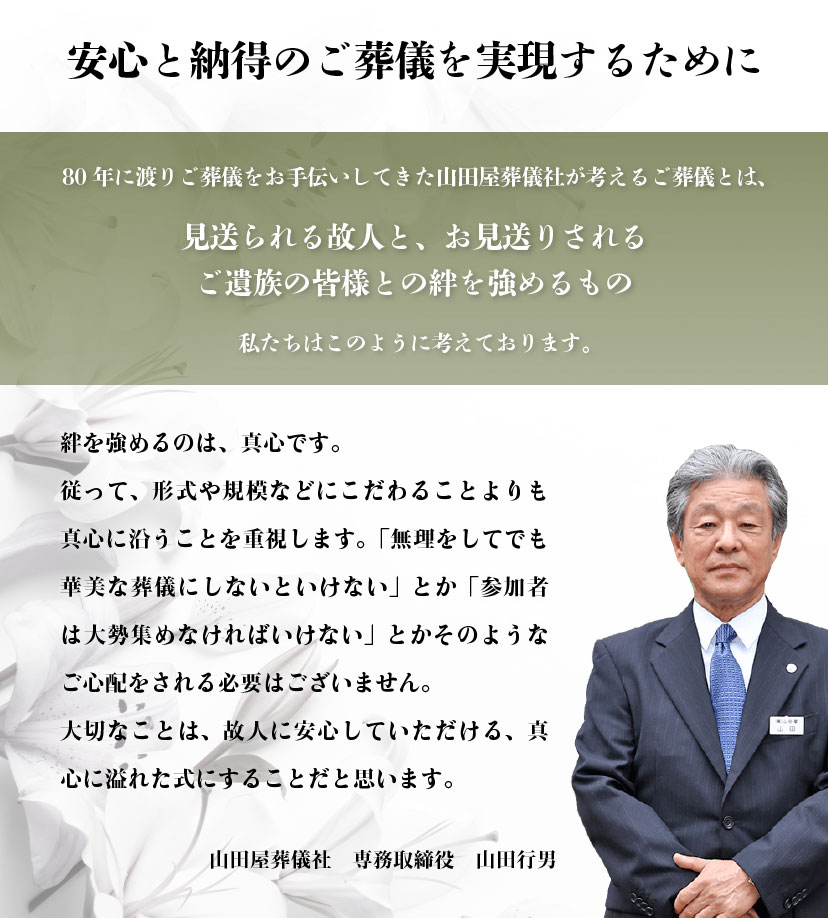 安心と納得のご葬儀を実現するために
80年に渡りご葬儀をお手伝いしてきた山田屋葬儀社が考えるご葬儀とは、
見送られる故人と、お見送りされる
ご遺族の皆様との絆を強めるもの
私たちはこのように考えております。
絆を強めるのは、真心です。
従って、形式や規模などにこだわることよりも
真心に沿うことを重視します。「無理をしてでも
華美な葬儀にしないといけない」とか「参加者
は大勢集めなければいけない」とかそのような
ご心配をされる必要はございません。
大切なことは、故人に安心していただける、真
心に溢れた式にすることだと思います。
山田屋葬儀社　専務取締役　山田行男
山田